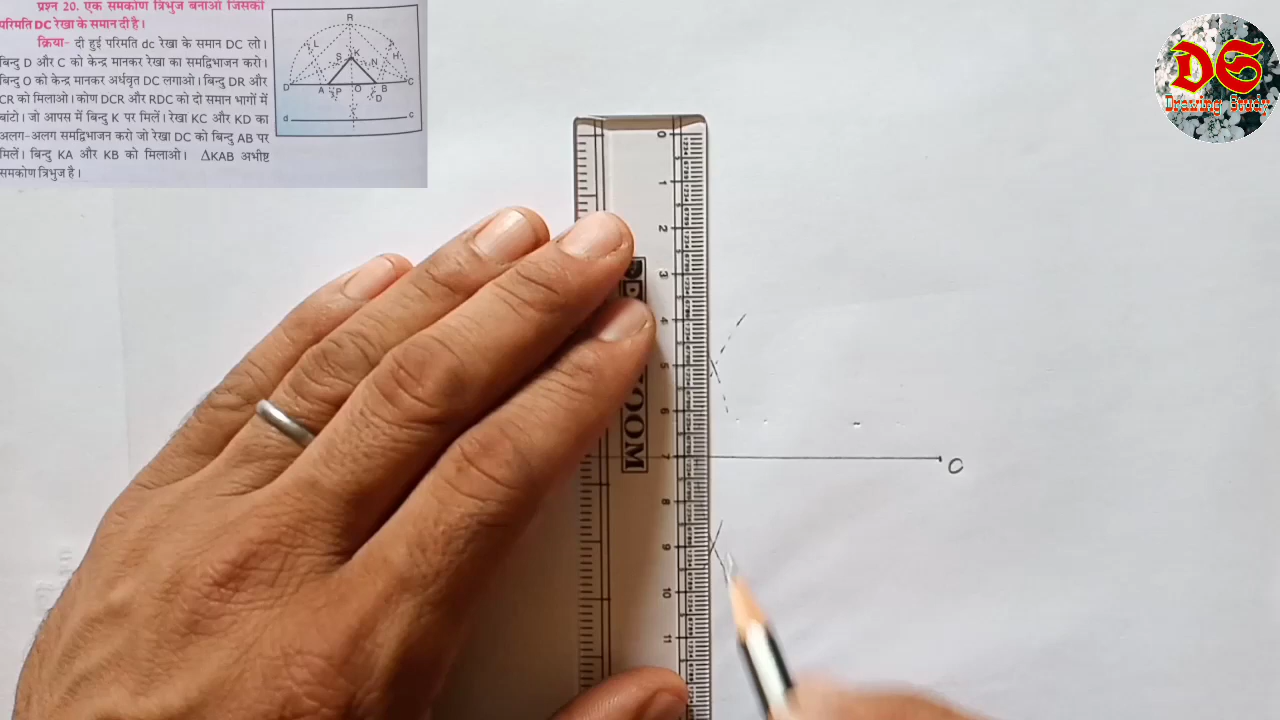 प्रश्न 20. एक समकोण त्रिभुज बनाओ जिसकी
परिमति DC रेखा के समान दी है।
क्रिया- दी हुई परिमति dc रेखा के समान DC लो।
बिन्दु D और C को केन्द्र मानकर रेखा का समद्विभाजन करो।
बिन्दु O को केन्द्र मानकर अर्धवृत DC लगाओ। बिन्दु DR और
CR को मिलाओ। कोण DCR और RDC को दो समान भागों में
बांटो। जो आपस में बिन्दु K पर मिलें। रेखा KC और KD का
अलग-अलग समद्विभाजन करो जो रेखा DC को बिन्दु AB पर
मिलें। बिन्दु KA और KB को मिलाओ। ΔKAB अभीष्ट
समकोण त्रिभुज है।
R
L
S K
N H
D A P O B C
D
d c
DS
Drawing Study
0
1
2
3
4
5
6
7
8
9
10
11
OOM
C